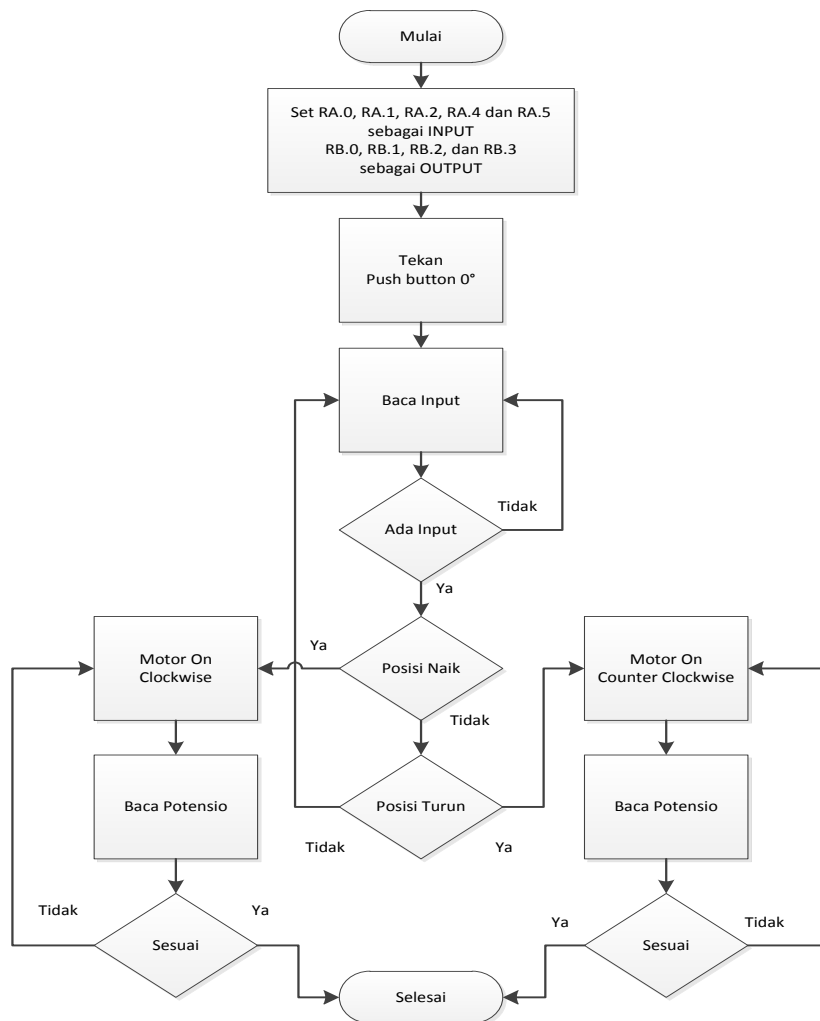 Mulai
Set RA.0, RA.1, RA.2, RA.4 dan RA.5
sebagai INPUT
RB.0, RB.1, RB.2, dan RB.3
sebagai OUTPUT
Tekan
Push button 0°
Baca Input
Ada Input
Tidak
Ya
Posisi Naik
Ya
Tidak
Motor On
Clockwise
Motor On
Counter Clockwise
Baca Potensio
Posisi Turun
Tidak
Ya
Baca Potensio
Tidak
Sesuai
Ya
Ya
Sesuai
Tidak
Selesai